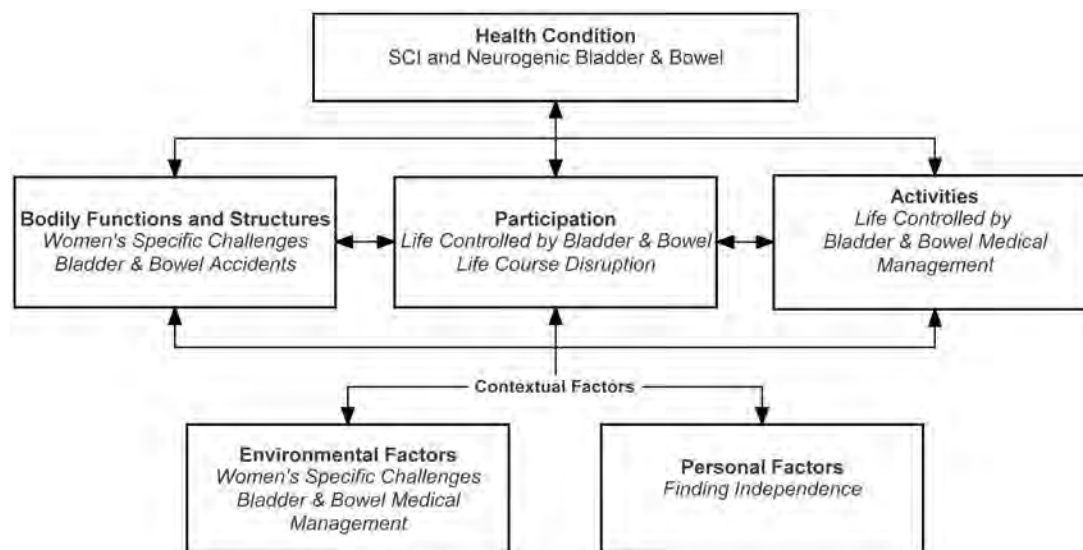 Health Condition
SCI and Neurogenic Bladder & Bowel
Bodily Functions and Structures
Women's Specific Challenges
Bladder & Bowel Accidents
Participation
Life Controlled by Bladder & Bowel
Life Course Disruption
Activities
Life Controlled by
Bladder & Bowel Medical
Management
Contextual Factors
Environmental Factors
Women's Specific Challenges
Bladder & Bowel Medical
Management
Personal Factors
Finding Independence